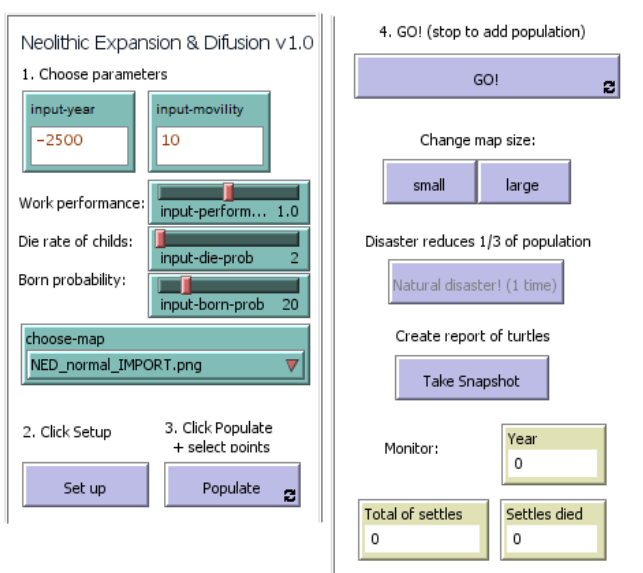 Neolithic Expansion & Difusion v1.0
1. Choose parameters
input-year
-2500
input-movility
10
Work performance:
input-perform... 1.0
Die rate of childs:
input-die-prob 2
Born probability:
input-born-prob 20
choose-map
NED_normal_IMPORT.png
2. Click Setup
Set up
3. Click Populate
+ select points
Populate
4. GO! (stop to add population)
GO!
Change map size:
small
large
Disaster reduces 1/3 of population
Natural disaster! (1 time)
Create report of turtles
Take Snapshot
Monitor:
Year
0
Total of settles
0
Settles died
0